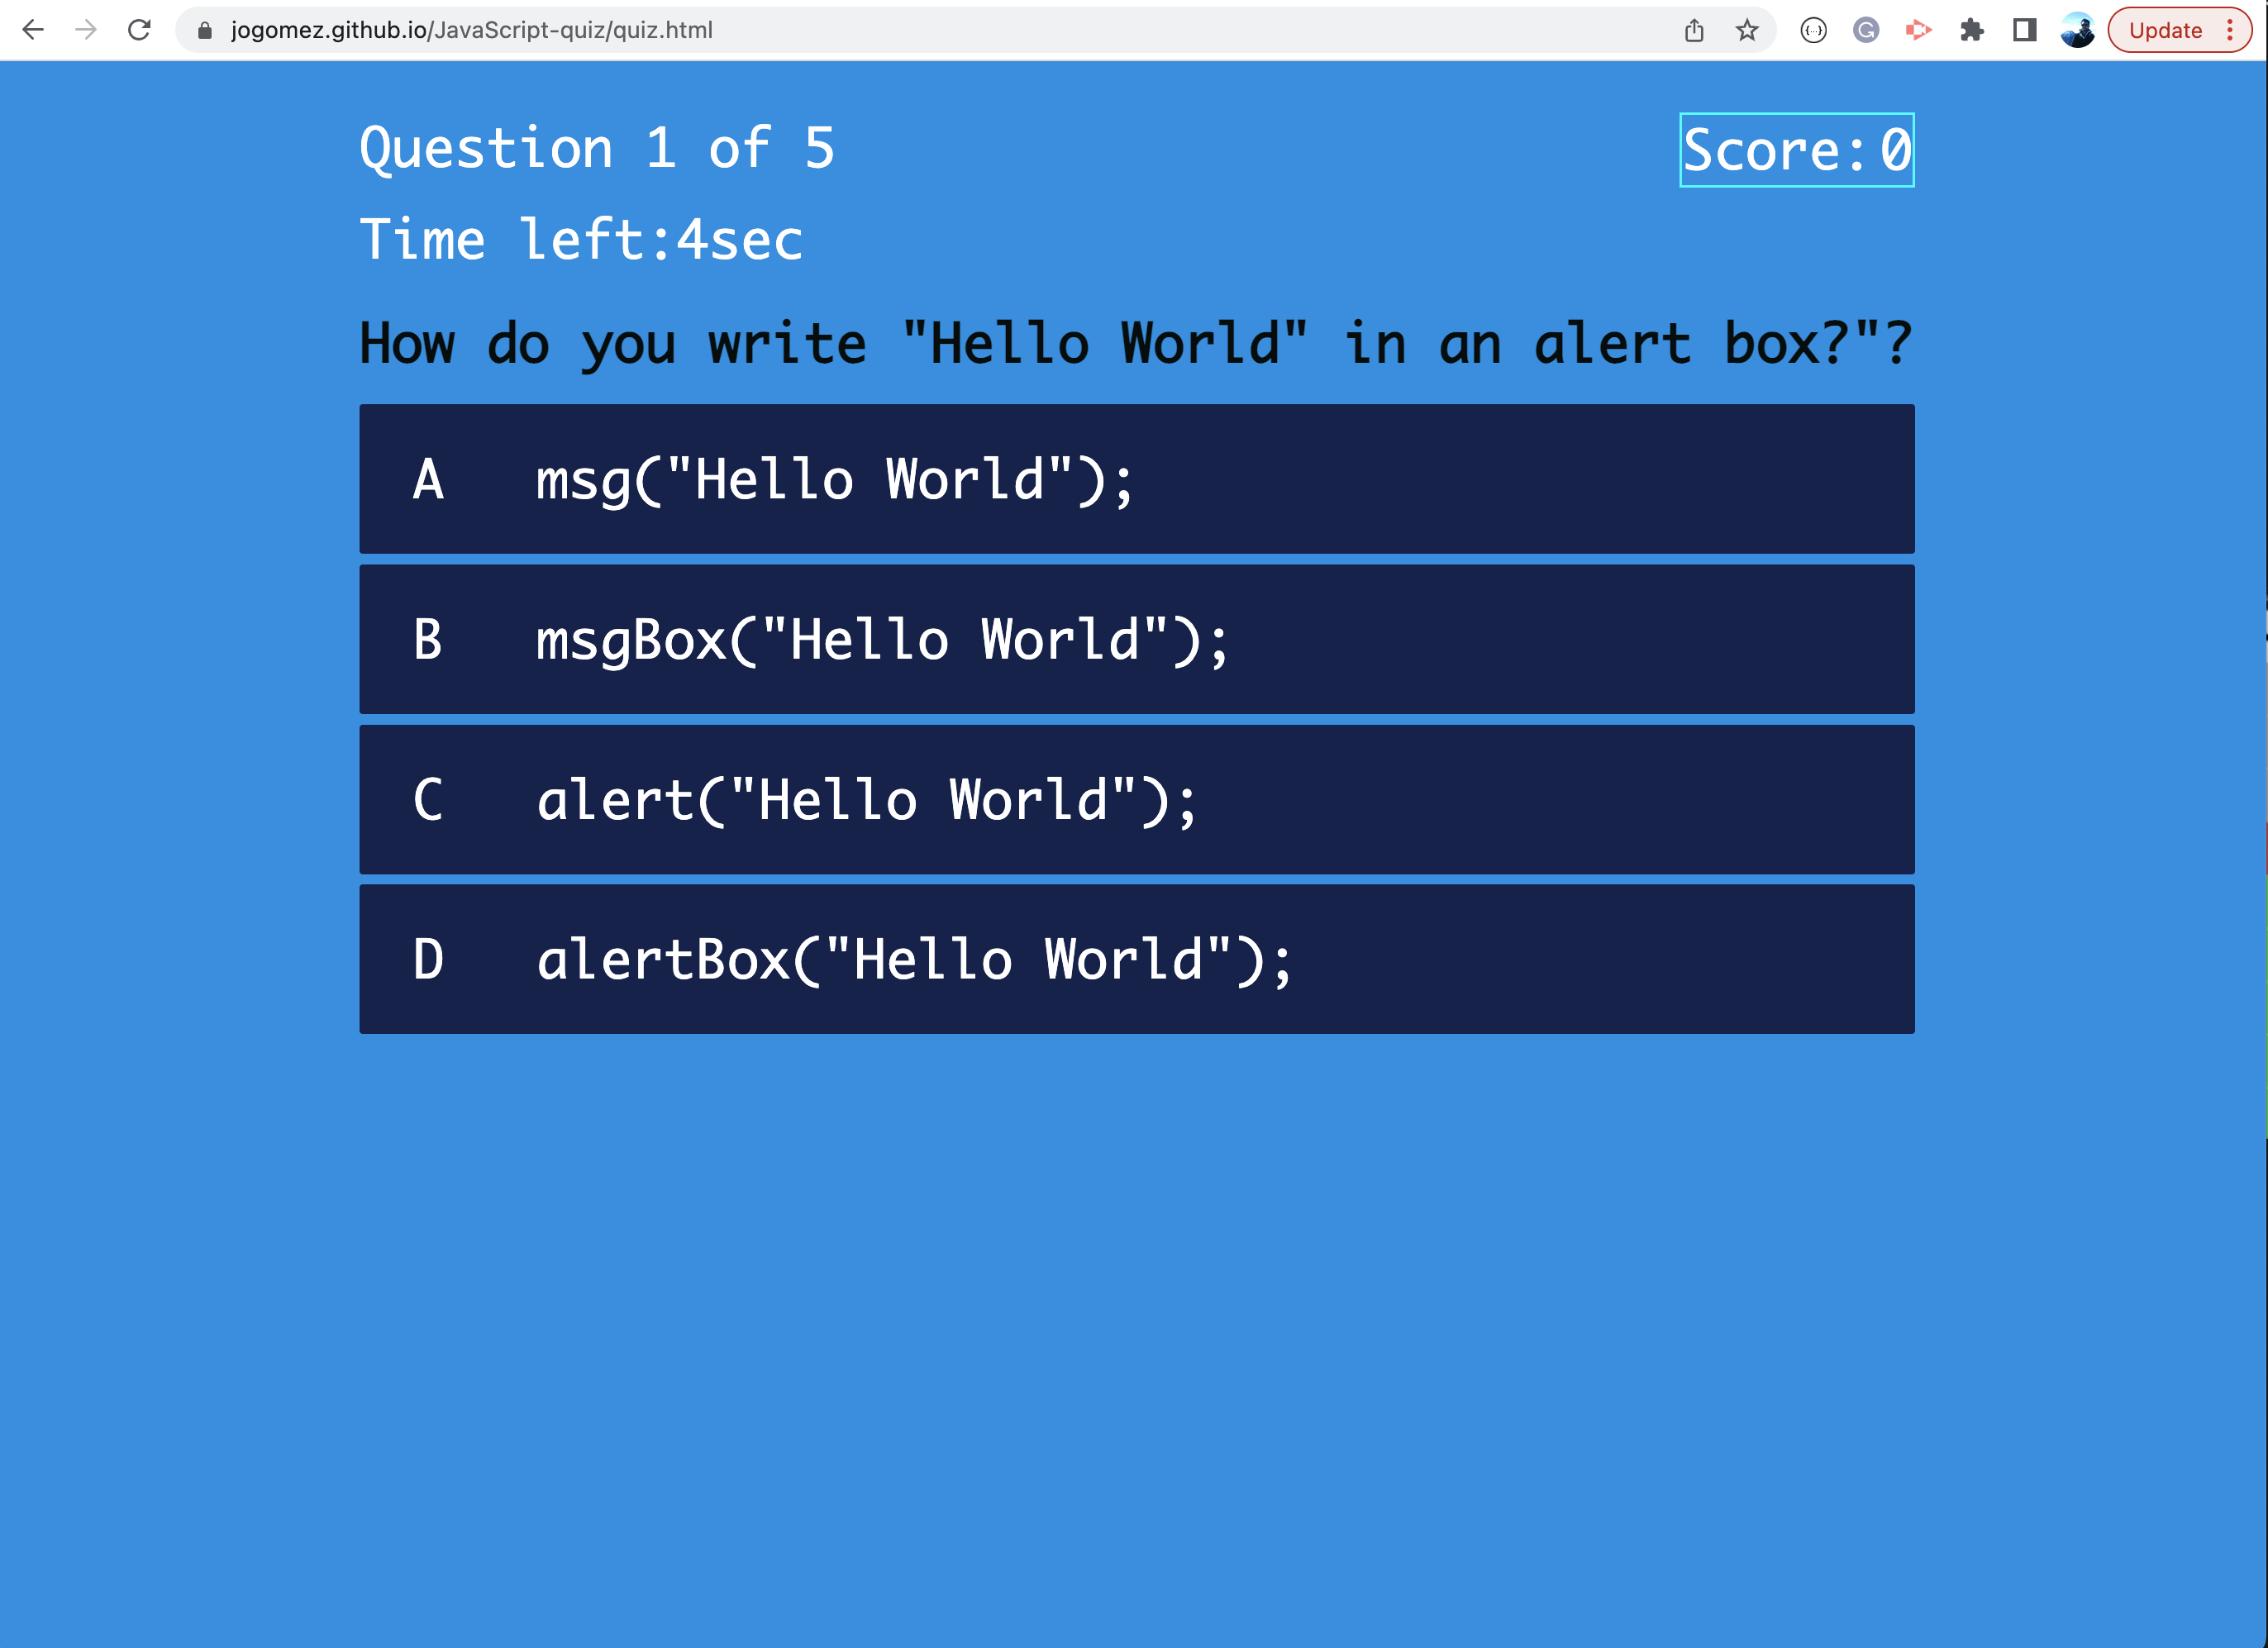 jogomez.github.io/JavaScript-quiz/quiz.html
Update
Question 1 of 5
Score:0
Time left:4sec
How do you write "Hello World" in an alert box?"?
A msg("Hello World");
B msgBox("Hello World");
C alert("Hello World");
D alertBox("Hello World");